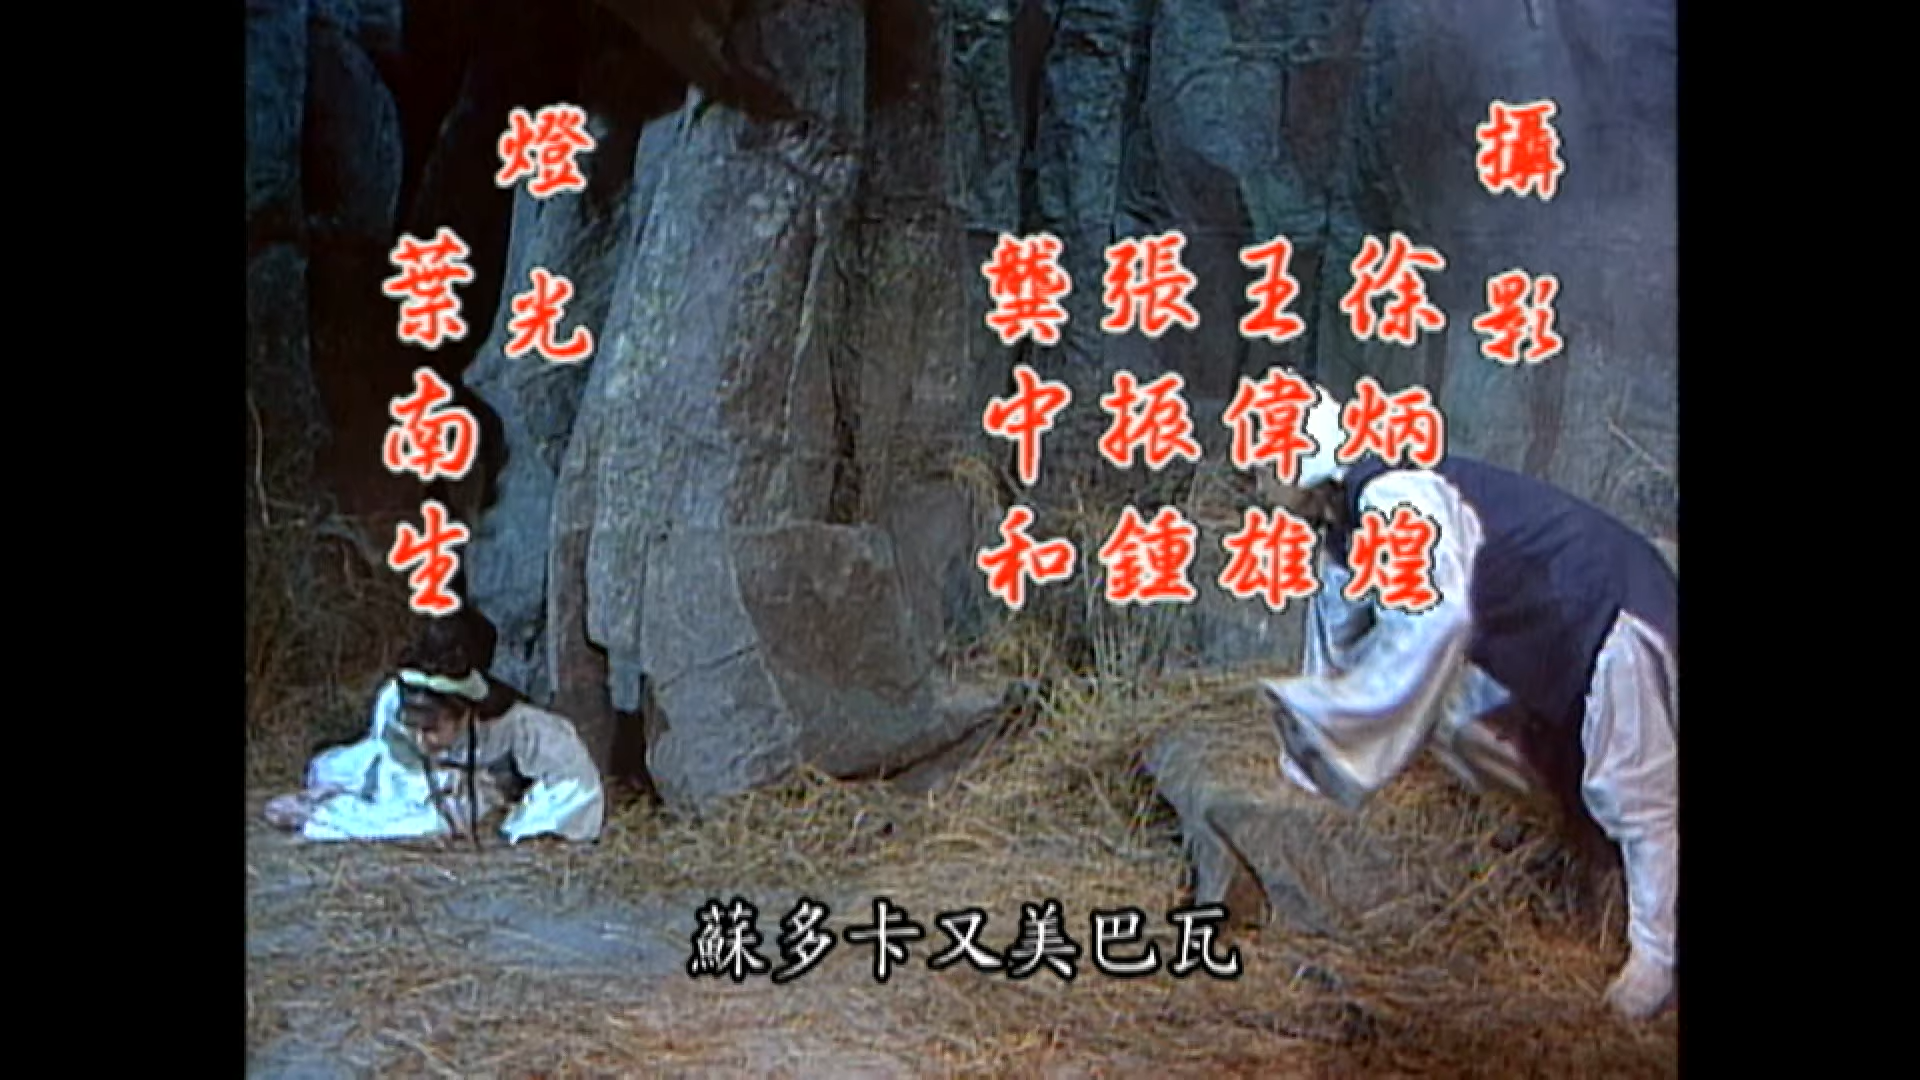 攝影
徐炳煌
王偉雄
張振鍾
龔中和
燈光
葉南生
蘇多卡又美巴瓦